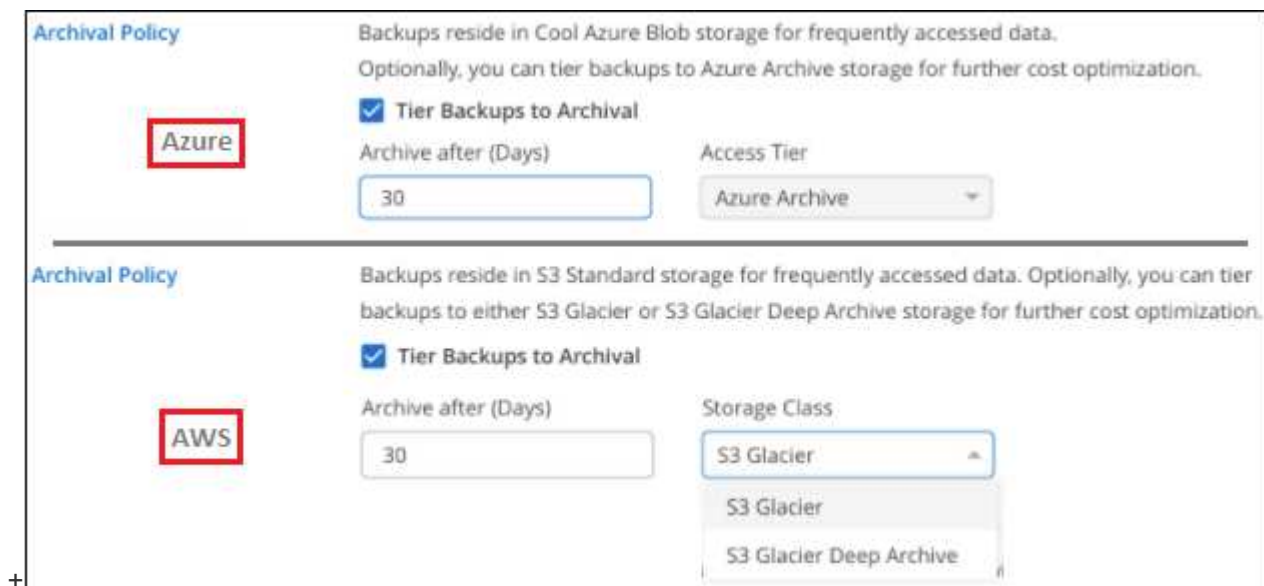 Archival Policy Backups reside in Cool Azure Blob storage for frequently accessed data.
Optionally, you can tier backups to Azure Archive storage for further cost optimization.
Tier Backups to Archival
Azure
Archive after (Days) Access Tier
30 Azure Archive
Archival Policy Backups reside in S3 Standard storage for frequently accessed data. Optionally, you can tier
backups to either S3 Glacier or S3 Glacier Deep Archive storage for further cost optimization.
Tier Backups to Archival
Archive after (Days) Storage Class
AWS
30 S3 Glacier
S3 Glacier
S3 Glacier Deep Archive
+